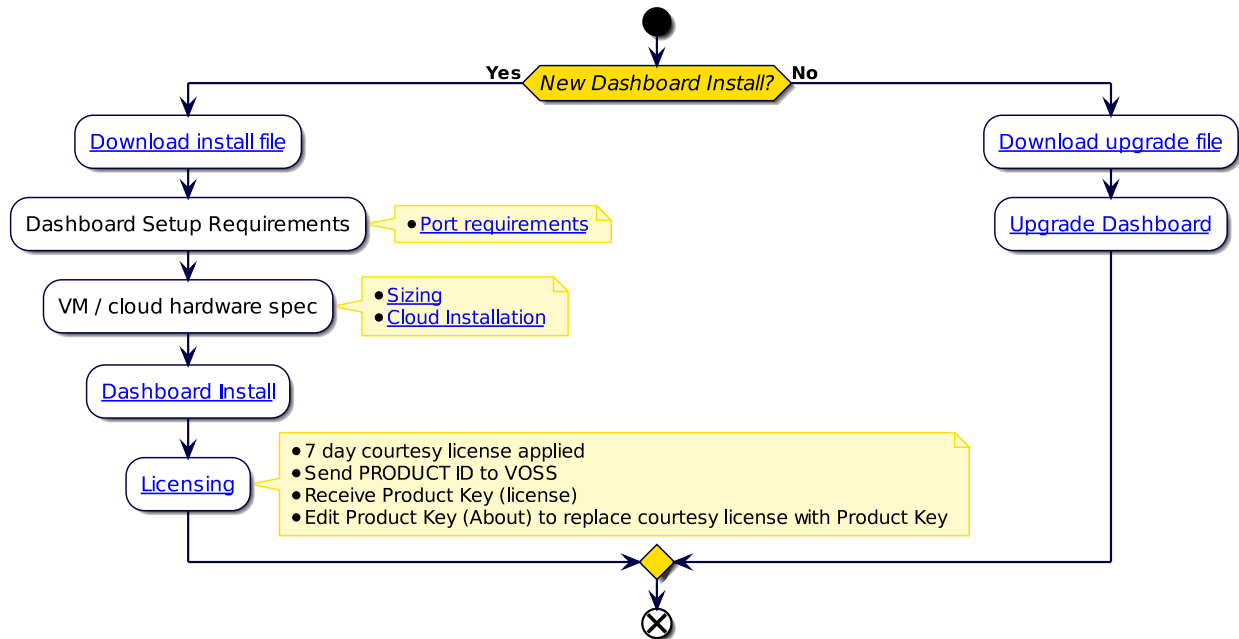 New Dashboard Install?
Yes
No
Download install file
Dashboard Setup Requirements
• Port requirements
VM / cloud hardware spec
• Sizing
• Cloud Installation
Dashboard Install
Licensing
• 7 day courtesy license applied
• Send PRODUCT ID to VOSS
• Receive Product Key (license)
• Edit Product Key (About) to replace courtesy license with Product Key
Download upgrade file
Upgrade Dashboard